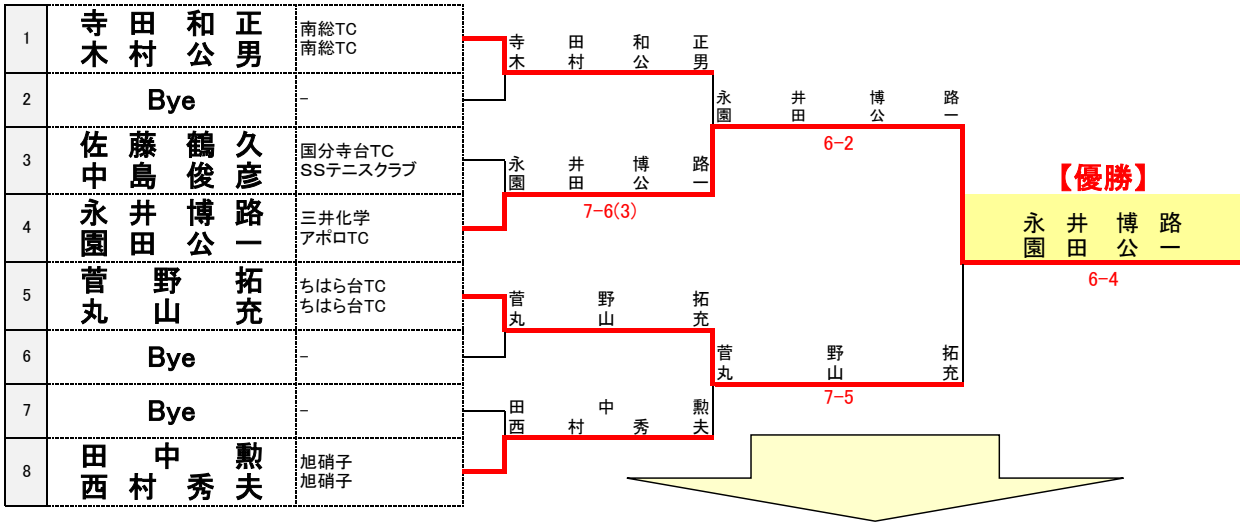 1
寺田和正
木村公男
南総TC
南総TC
2
Bye
-
3
佐藤鶴久
中島俊彦
国分寺台TC
SSテニスクラブ
4
永井博路
園田公一
三井化学
アポロTC
5
菅野拓
丸山充
ちはら台TC
ちはら台TC
6
Bye
-
7
Bye
-
8
田中勲
西村秀夫
旭硝子
旭硝子
寺田和正
木村公男
永井博路
園田公一
7-6(3)
菅野拓
丸山充
田中勲
西村秀夫
永井博路
園田公一
6-2
菅野拓
丸山充
7-5
【優勝】
永井博路
園田公一
6-4